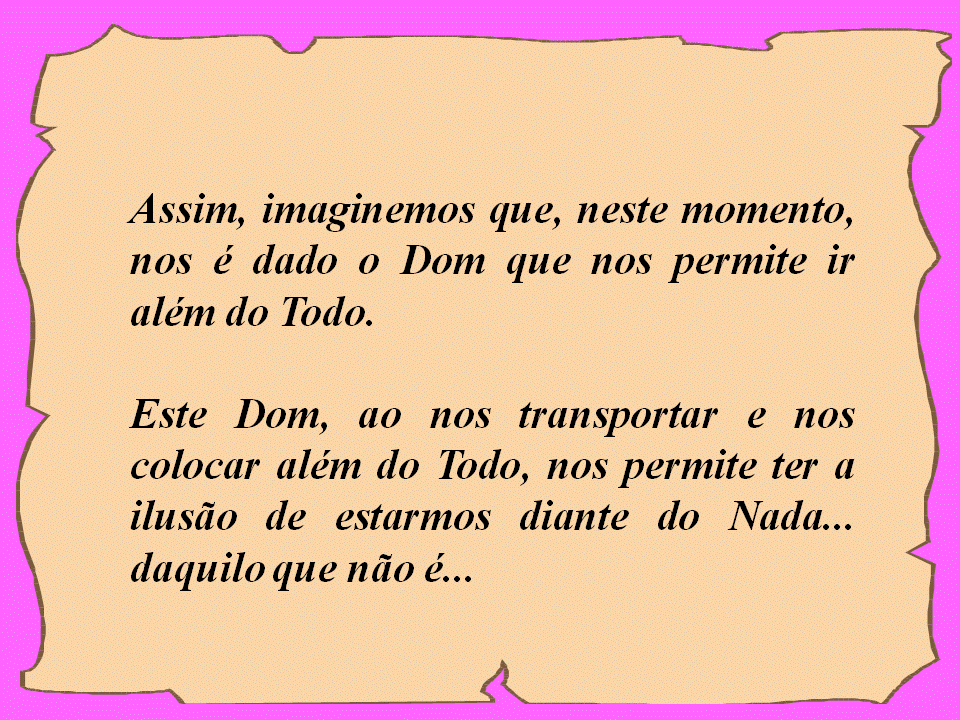 Assim, imaginemos que, neste momento,
nos é dado o Dom que nos permite ir
além do Todo.
Este Dom, ao nos transportar e nos
colocar além do Todo, nos permite ter a
ilusão de estarmos diante do Nada...
daquilo que não é...